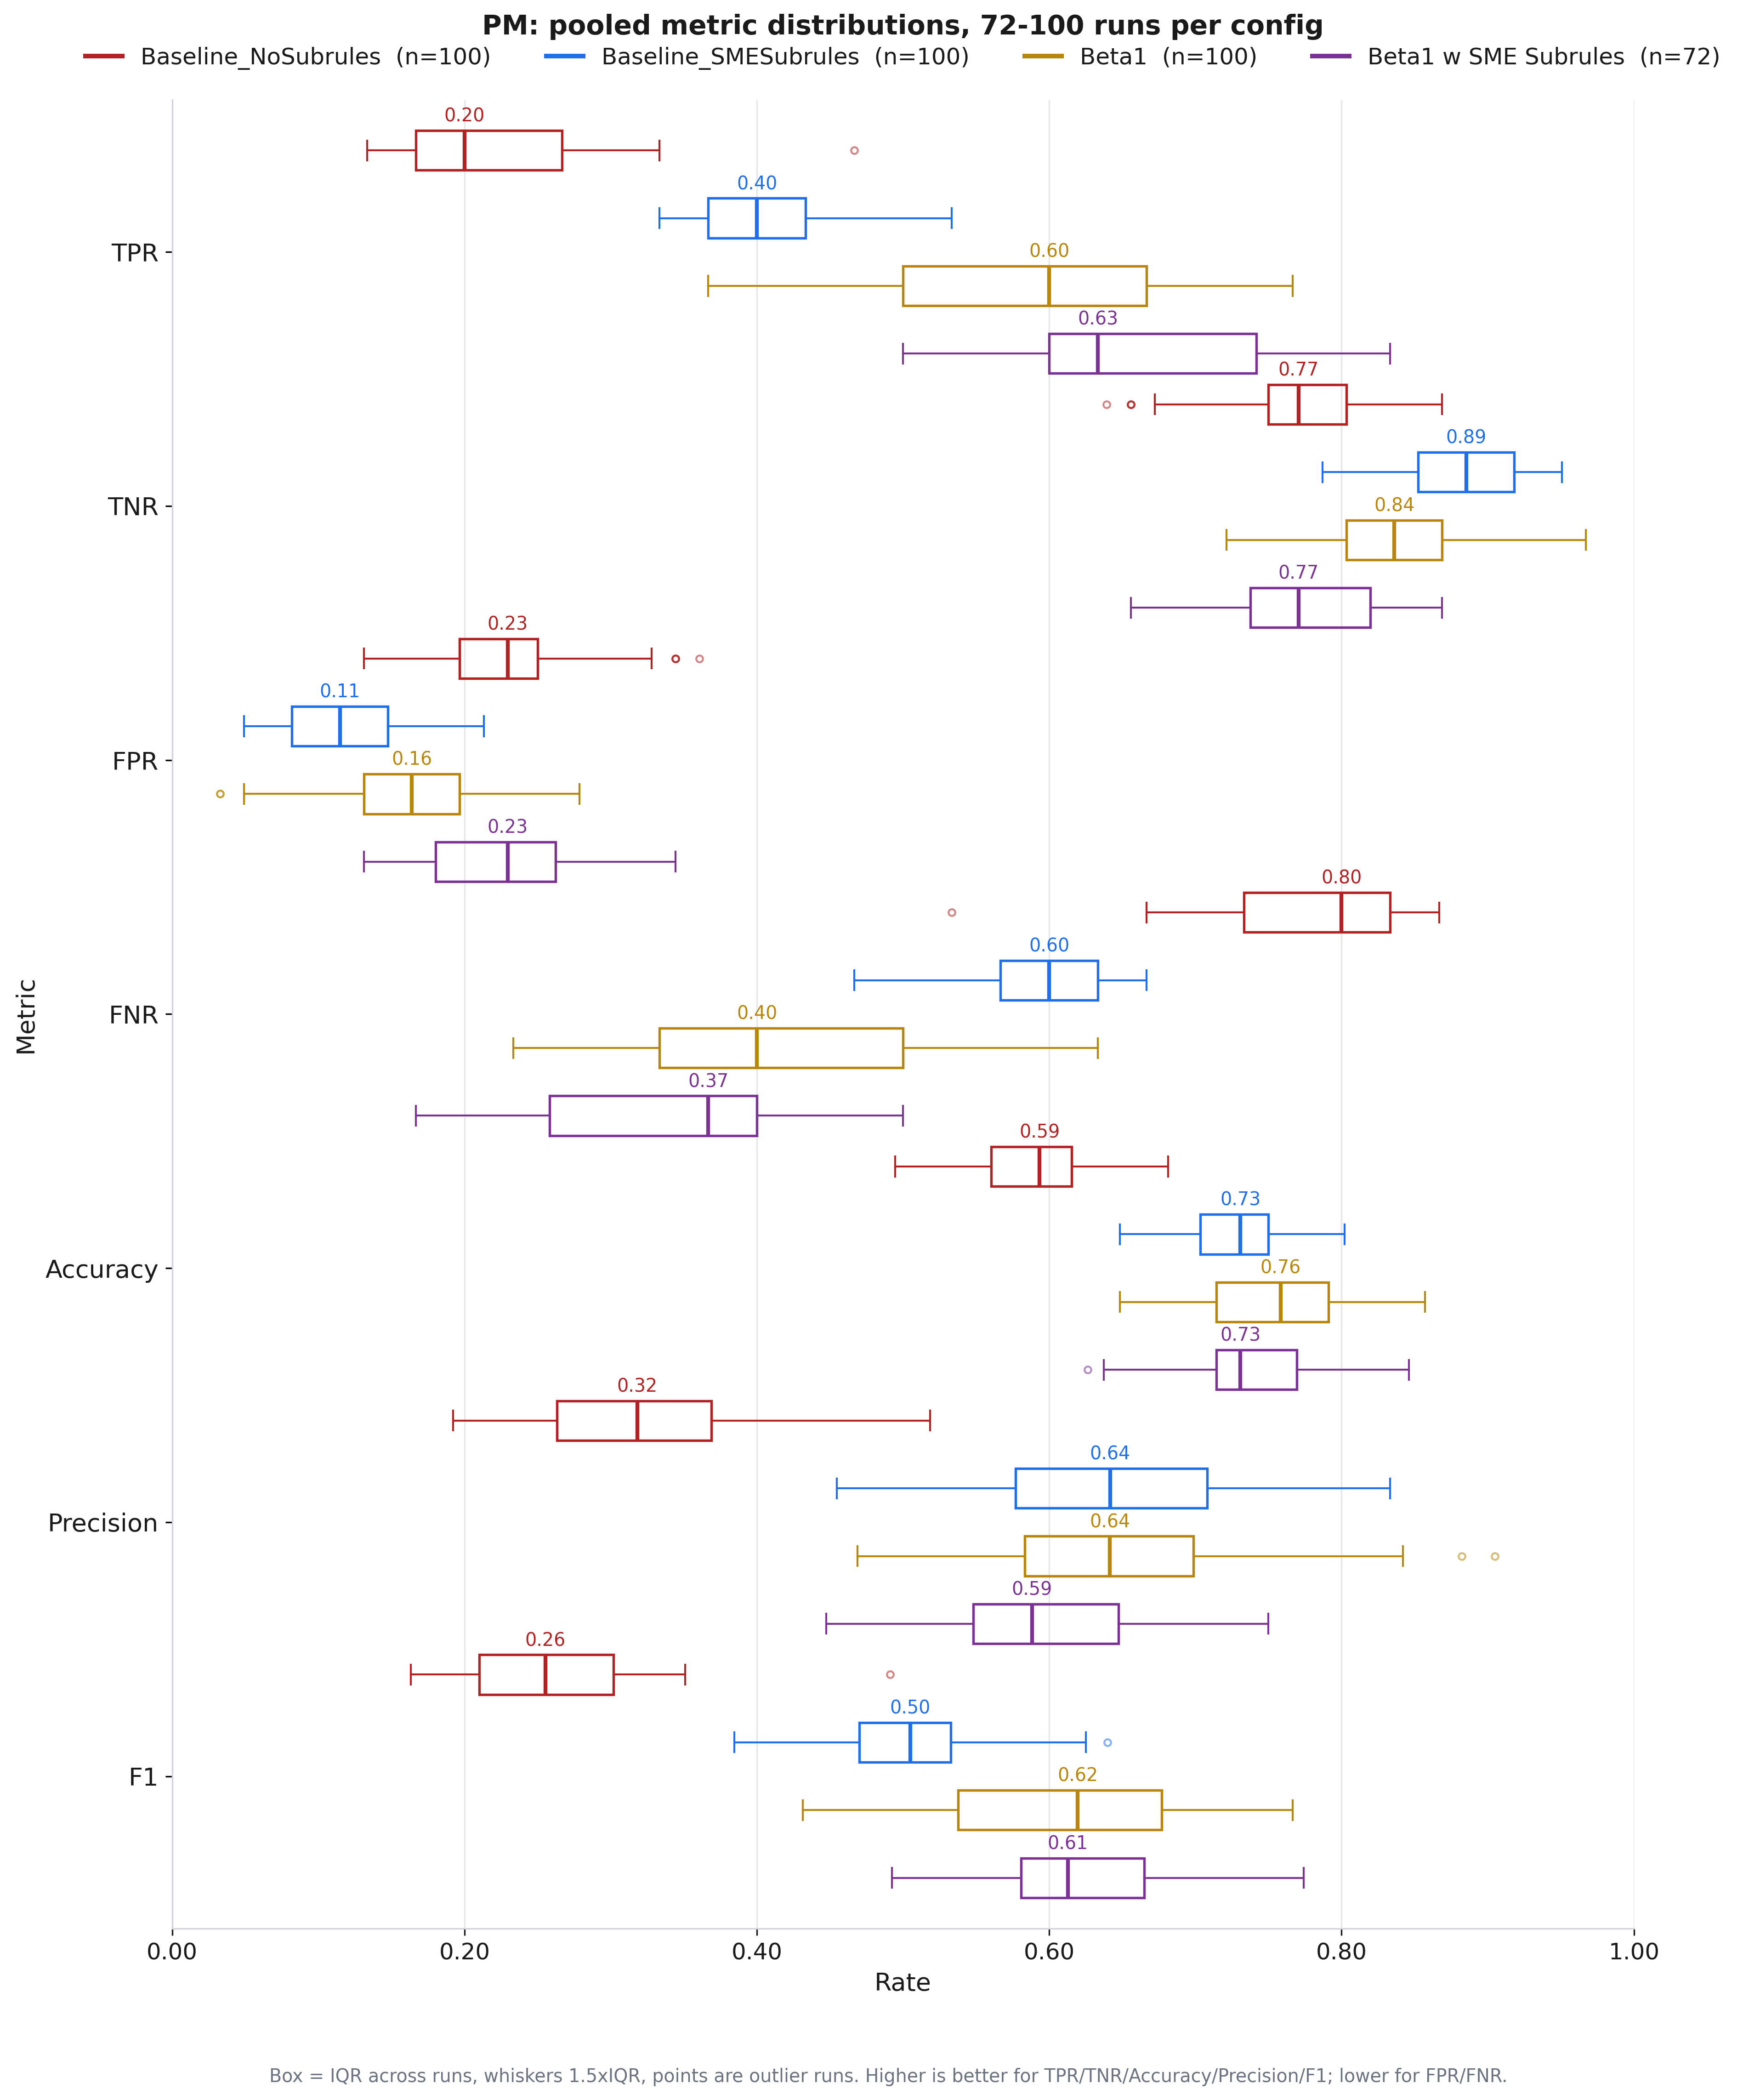 PM: pooled metric distributions, 72-100 runs per config
Baseline_NoSubrules (n=100) Baseline_SMESubrules (n=100) Beta1 (n=100) Beta1 w SME Subrules (n=72)
0.20
0.40
TPR
0.60
0.63
0.77
0.89
TNR
0.84
0.77
0.23
0.11
FPR
0.16
0.23
0.80
0.60
FNR
0.40
0.37
0.59
0.73
Accuracy
0.76
0.73
0.32
0.64
Precision
0.64
0.59
0.26
0.50
F1
0.62
0.61
Metric
0.00 0.20 0.40 0.60 0.80 1.00
Rate
Box = IQR across runs, whiskers 1.5xIQR, points are outlier runs. Higher is better for TPR/TNR/Accuracy/Precision/F1; lower for FPR/FNR.